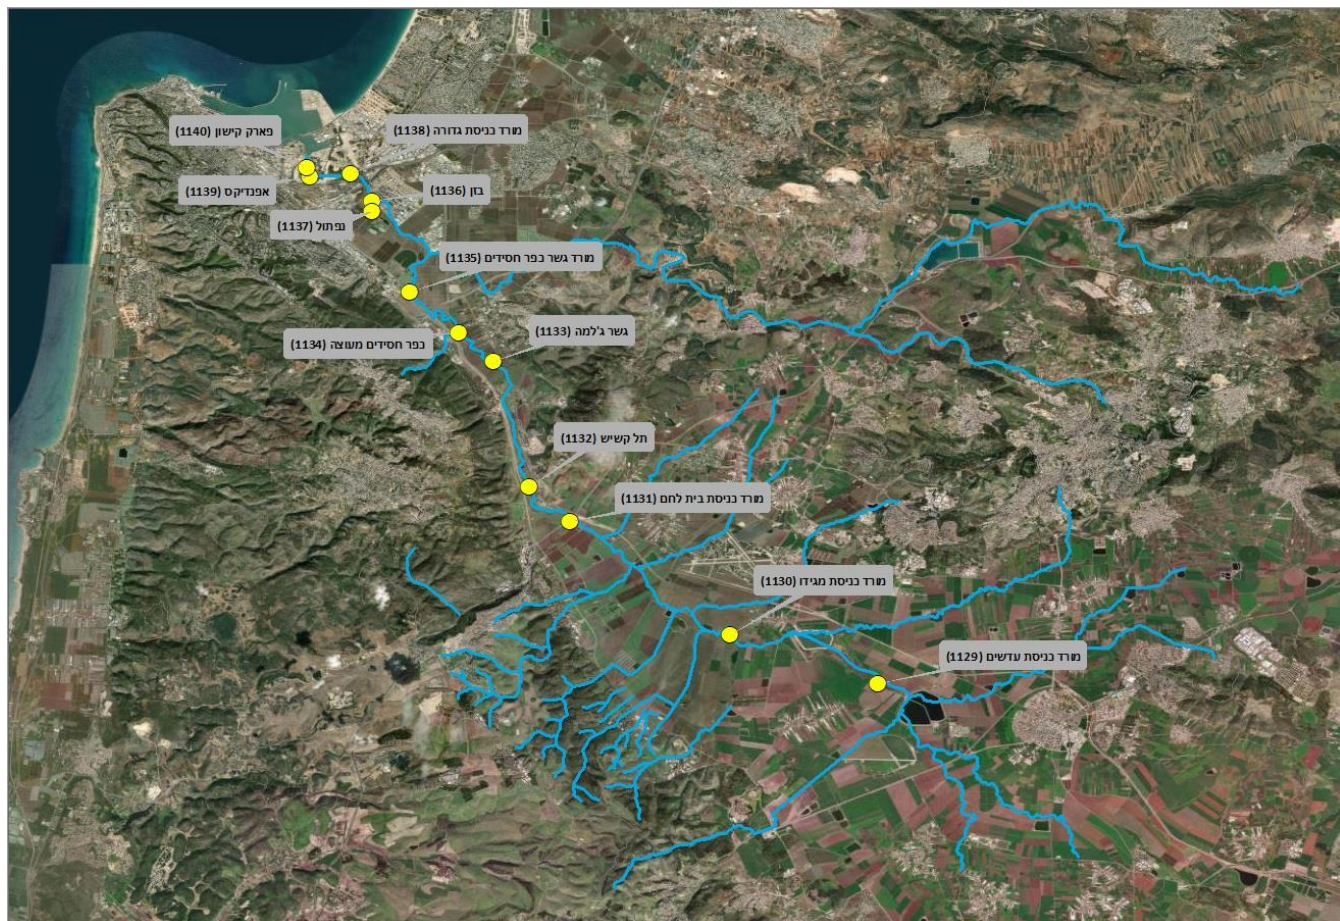 פארק קישון (1140)
מורד כניסת גדורה (1138)
אפנדיקס (1139)
בזן (1136)
נפתול (1137)
מורד גשר כפר חסידים (1135)
גשר ג'למה (1133)
כפר חסידים מעוצה (1134)
תל קשיש (1132)
מורד כניסת בית לחם (1131)
מורד כניסת מגידו (1130)
מורד כניסת עדשים (1129)